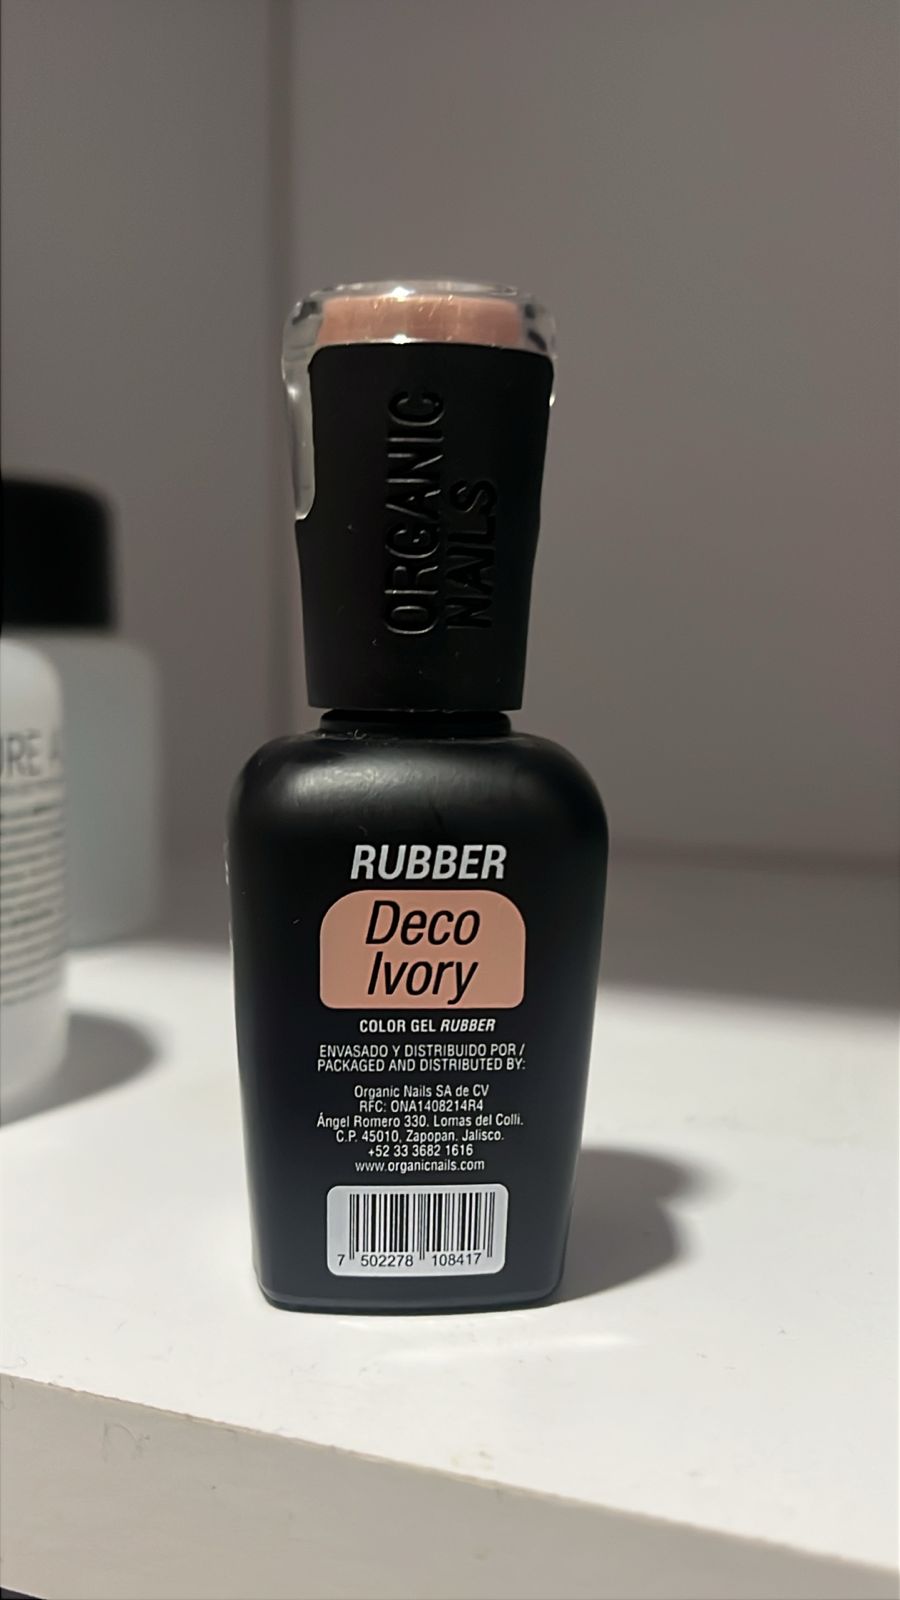 ORGANIC
NAILS
RUBBER
Deco
Ivory
COLOR GEL RUBBER
ENVASADO Y DISTRIBUIDO POR /
PACKAGED AND DISTRIBUTED BY:
Organic Nails SA de CV
RFC: ONA1408214R4
Ángel Romero 330. Lomas del Colli.
C.P. 45010, Zapopan. Jalisco.
+52 33 3682 1616
www.organicnails.com
7 502278 108417